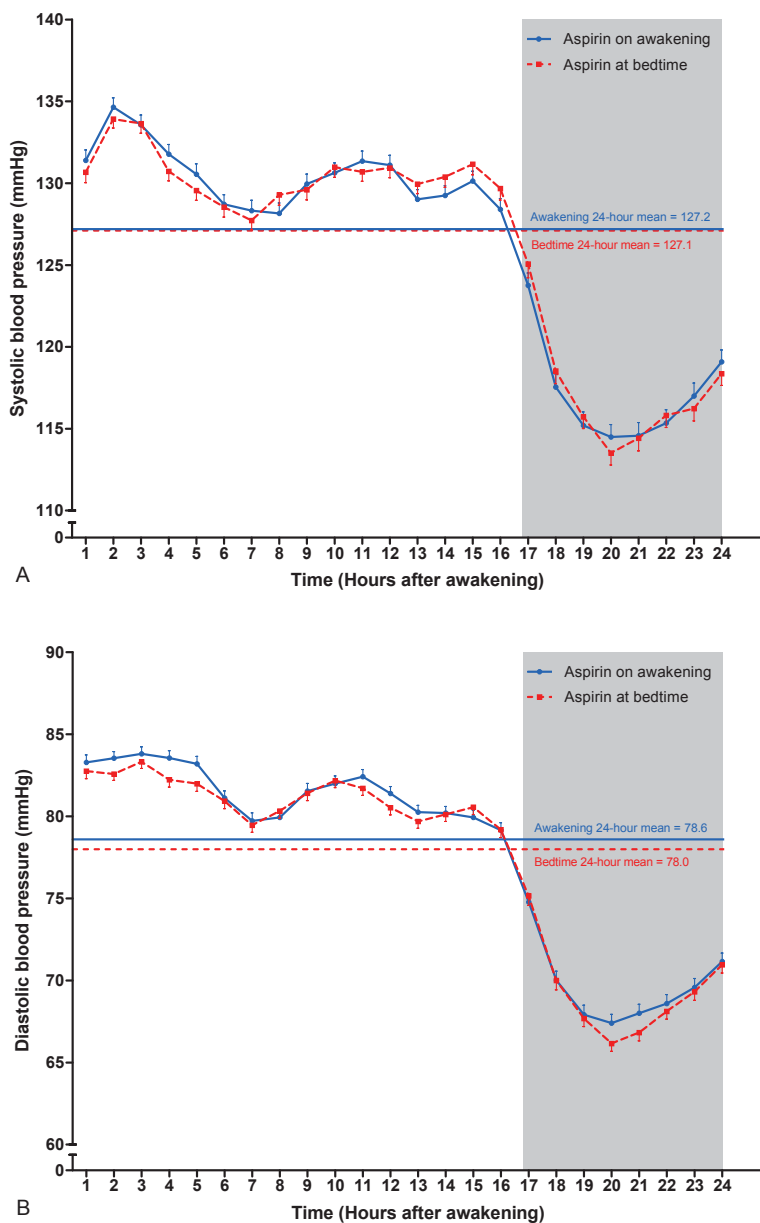 140
135
130
125
120
115
110
0
Systolic blood pressure (mmHg)
Aspirin on awakening
Aspirin at bedtime
Awakening 24-hour mean = 127.2
Bedtime 24-hour mean = 127.1
1 2 3 4 5 6 7 8 9 10 11 12 13 14 15 16 17 18 19 20 21 22 23 24
Time (Hours after awakening)
A
90
85
80
75
70
65
60
0
Diastolic blood pressure (mmHg)
Aspirin on awakening
Aspirin at bedtime
Awakening 24-hour mean = 78.6
Bedtime 24-hour mean = 78.0
1 2 3 4 5 6 7 8 9 10 11 12 13 14 15 16 17 18 19 20 21 22 23 24
Time (Hours after awakening)
B